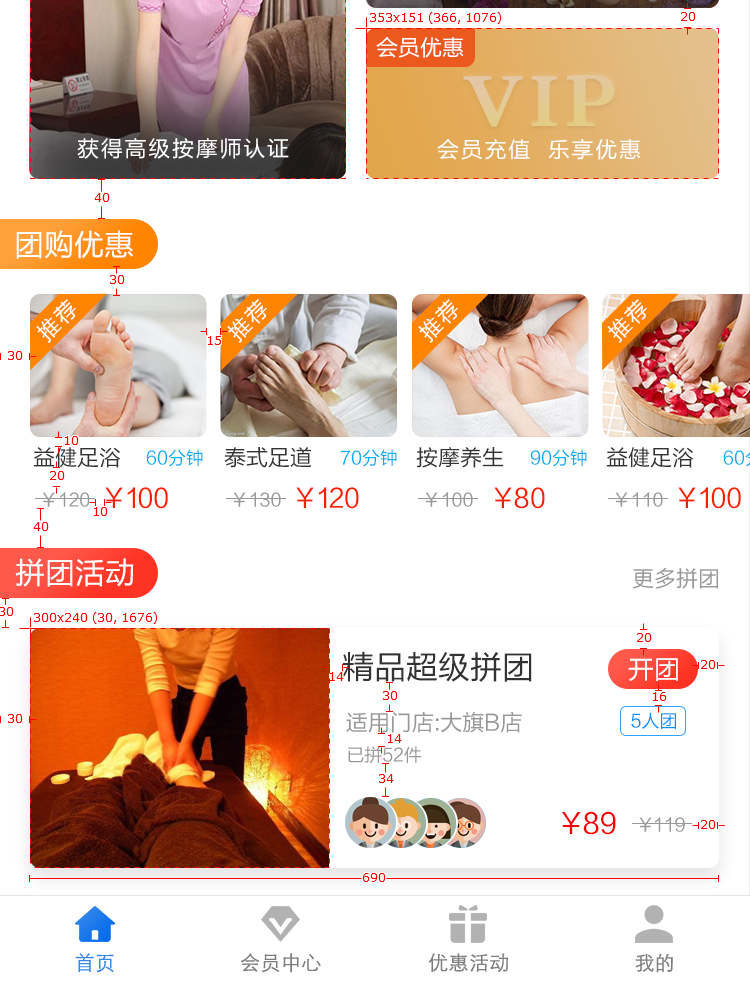 353x151 (366, 1076)
20
会员优惠
VIP
获得高级按摩师认证
会员充值 乐享优惠
40
团购优惠
30
推荐
推荐
推荐
推荐
30
15
10
益健足浴 60分钟
泰式足道 70分钟
按摩养生 90分钟
益健足浴 60
20
￥120 ￥100
￥130 ￥120
￥100 ￥80
￥110 ￥100
10
40
拼团活动
更多拼团
30
300x240 (30, 1676)
20
14
精品超级拼团
开团
20
30
16
30
适用门店:大旗B店
5人团
14
已拼52件
34
￥89 ￥119
20
690
首页
会员中心
优惠活动
我的